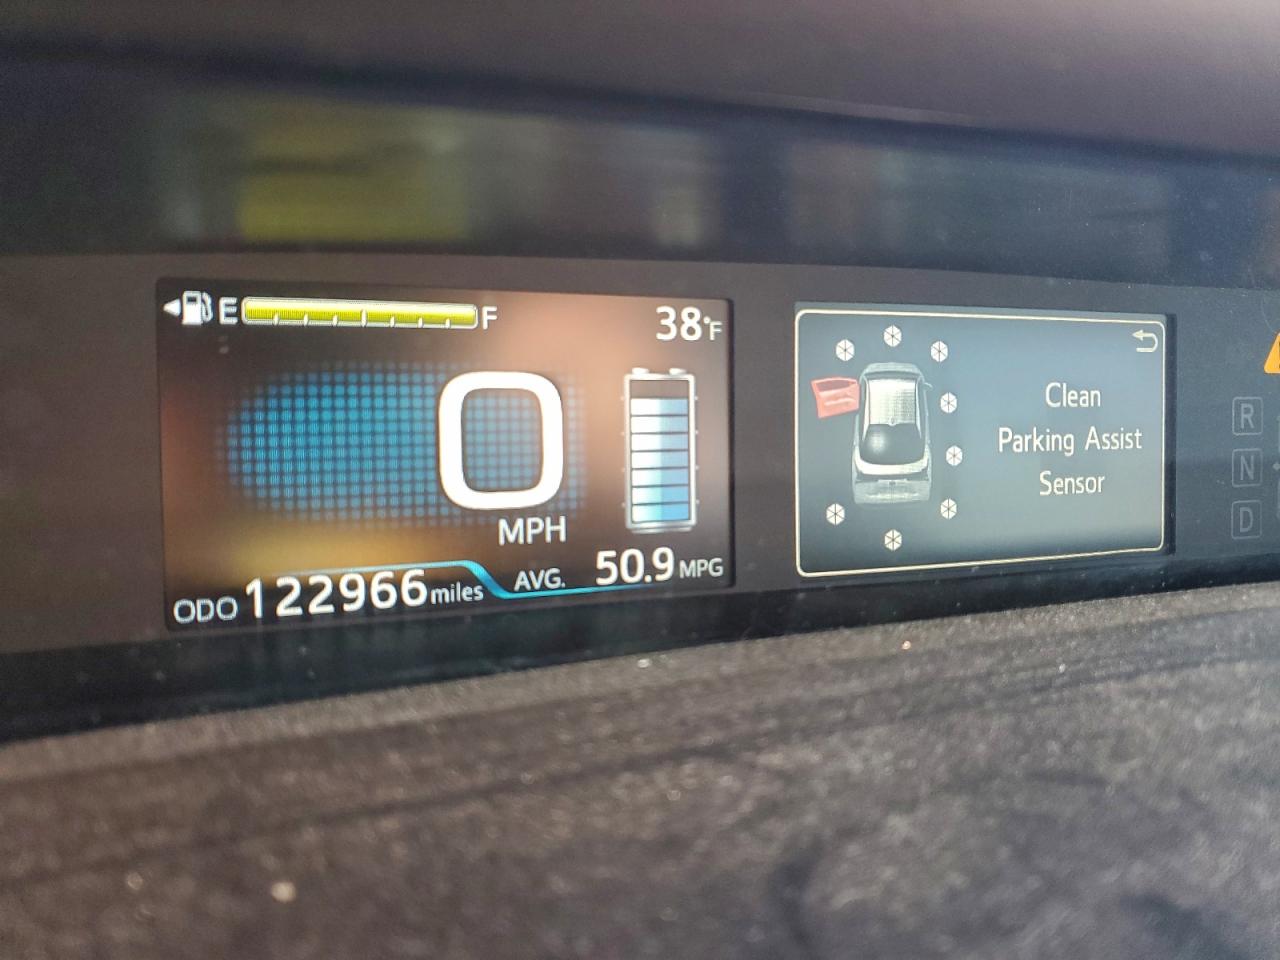 E F 38°F
0
MPH
ODO 122966 miles AVG. 50.9 MPG
Clean
Parking Assist
Sensor
R
N
D